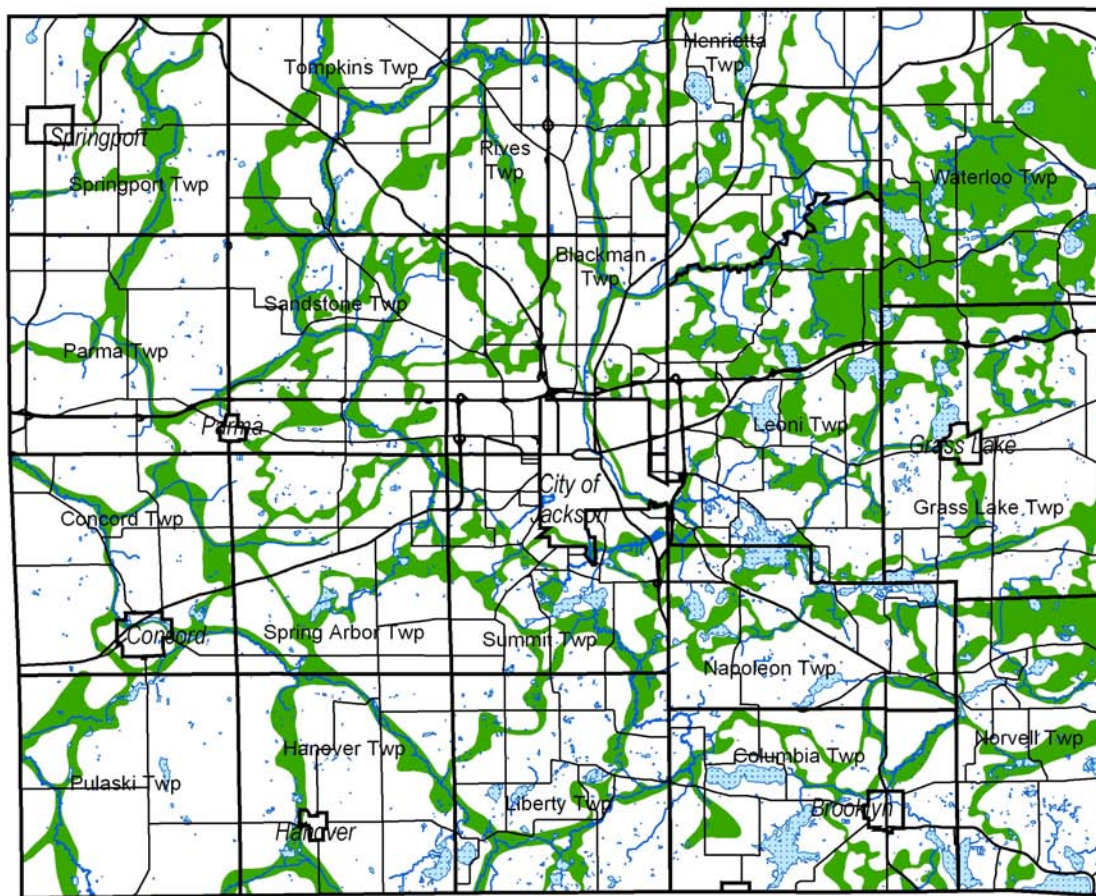 Henrietta
Twp
Tompkins Twp
Springport
Rives
Twp
Springport Twp
Waterloo Twp
Blackman
Twp
Sandstone Twp
Parma Twp
Parma
Leoni Twp
Grass Lake
City of
Jackson
Concord Twp
Grass Lake Twp
Concord
Spring Arbor Twp
Summit Twp
Napoleon Twp
Hanover Twp
Norvell Twp
Columbia Twp
Pulaski Twp
Liberty Twp
Brooklyn
Hanover